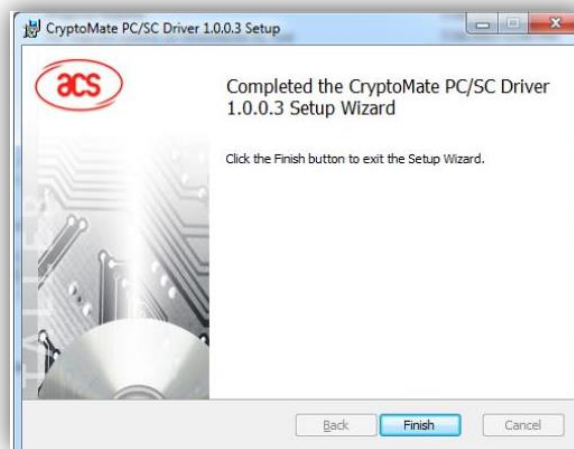 CryptoMate PC/SC Driver 1.0.0.3 Setup
acs
Completed the CryptoMate PC/SC Driver
1.0.0.3 Setup Wizard
Click the Finish button to exit the Setup Wizard.
Back
Finish
Cancel